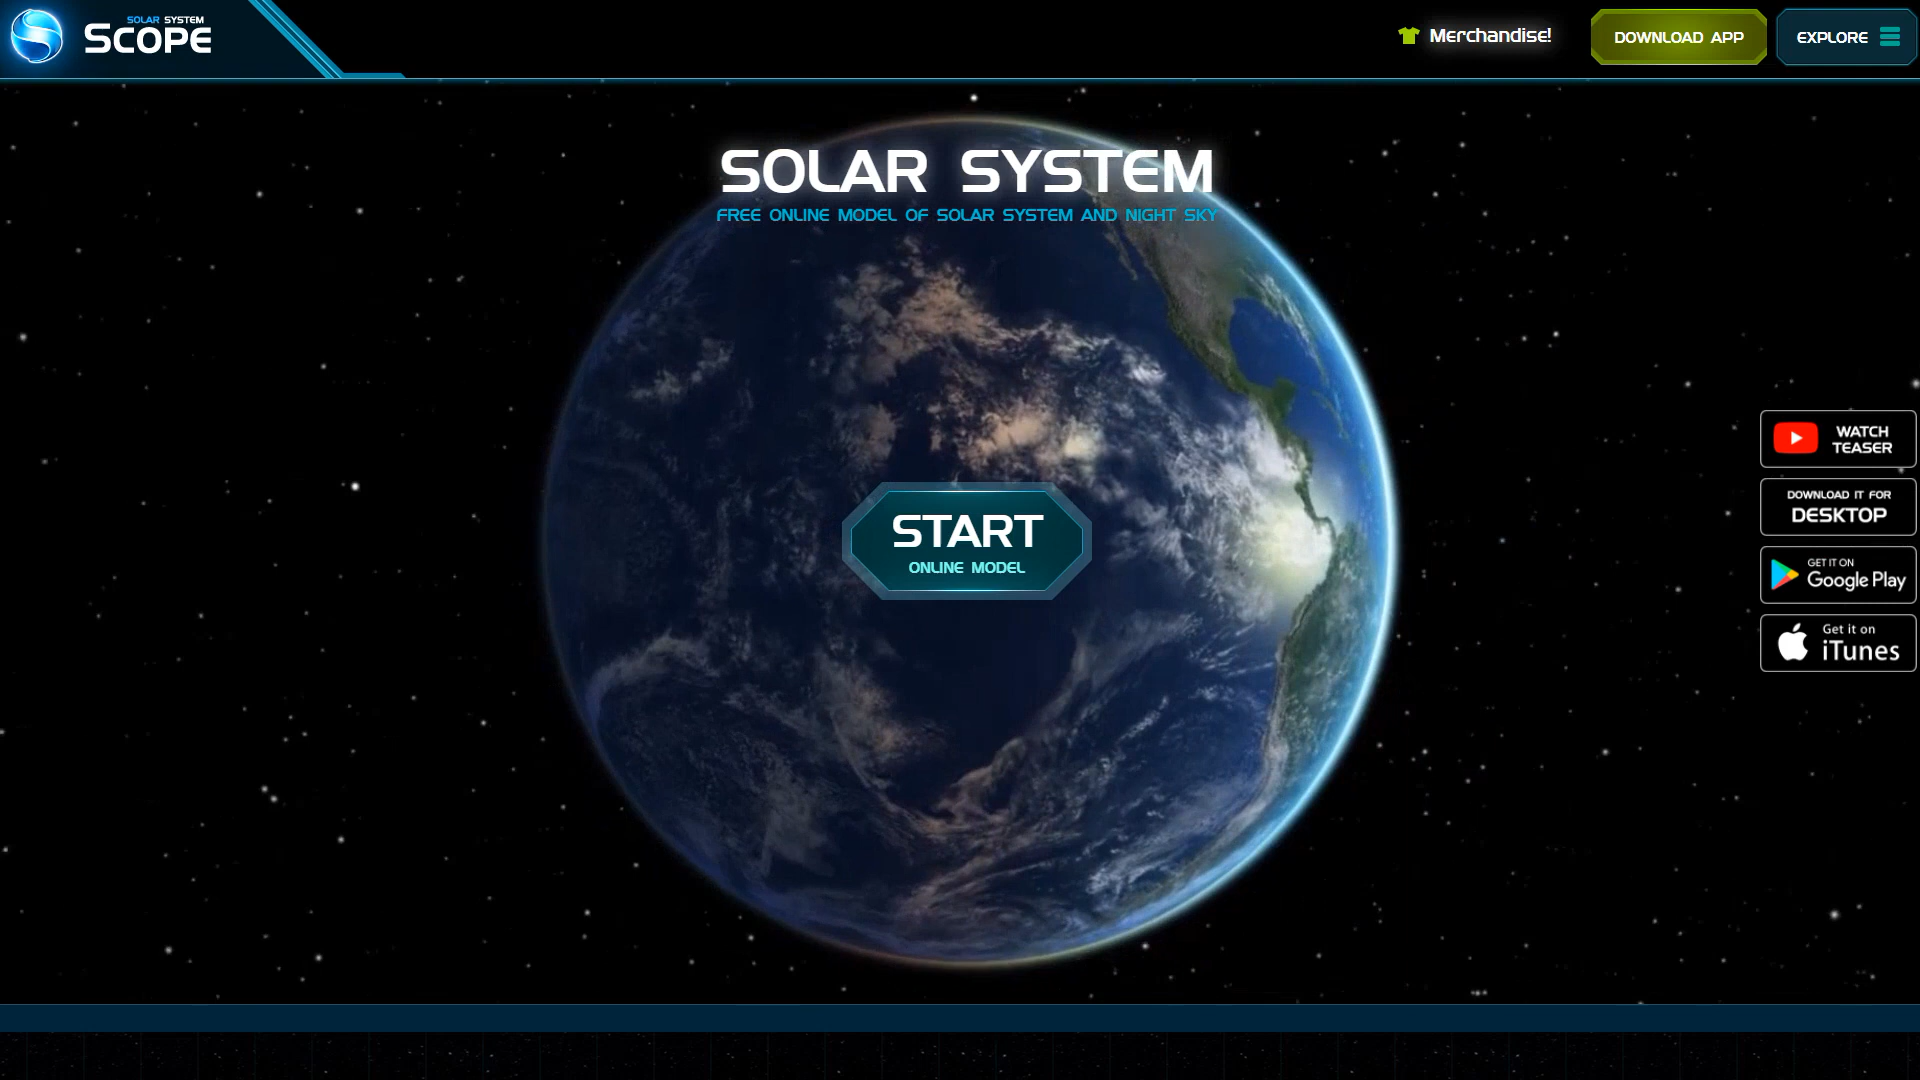 SOLAR SYSTEM
SCOPE
Merchandise!
DOWNLOAD APP
EXPLORE
SOLAR SYSTEM
FREE ONLINE MODEL OF SOLAR SYSTEM AND NIGHT SKY
START
ONLINE MODEL
WATCH
TEASER
DOWNLOAD IT FOR
DESKTOP
GET IT ON
Google Play
Get it on
iTunes